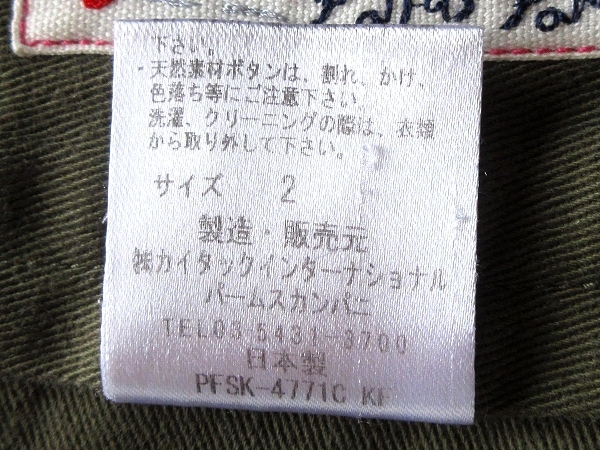 下さい。
・天然素材ボタンは、割れ、かけ、
色落ち等にご注意下さい
洗濯、クリーニングの際は、衣類
から取り外して下さい。
サイズ 2
製造・販売元
㈱カイタックインターナショナル
パームスカンパニ
TEL03-5431-3700
日本製
PFSK-4771C KF